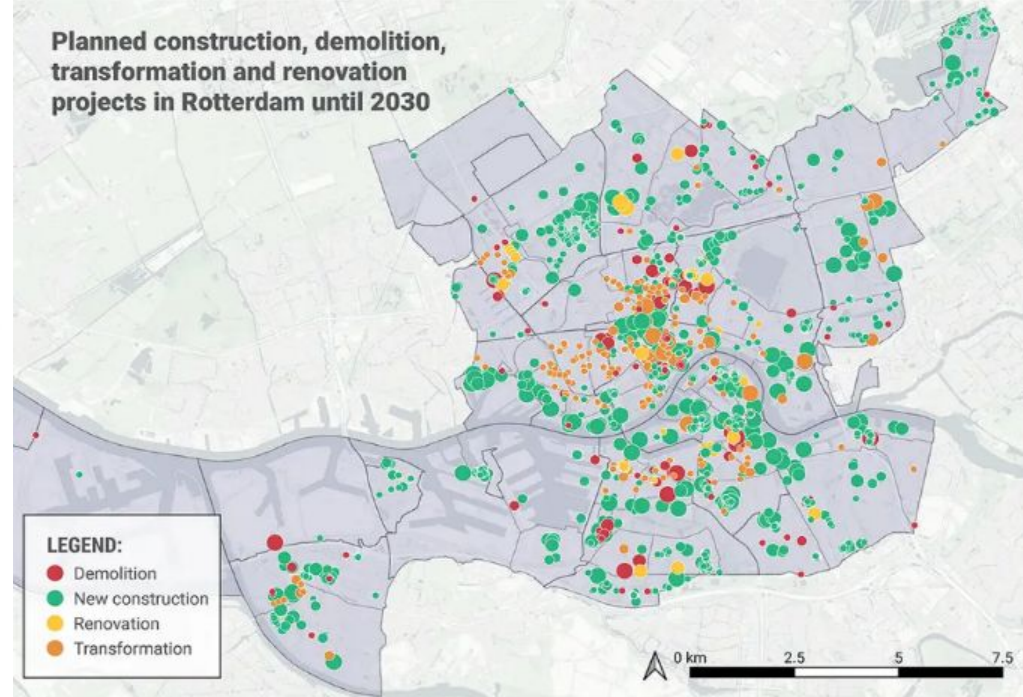 Planned construction, demolition,
transformation and renovation
projects in Rotterdam until 2030
LEGEND:
Demolition
New construction
Renovation
Transformation
0 km 2.5 5 7.5